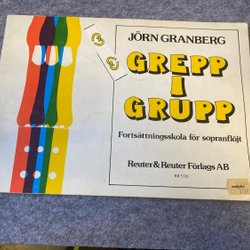 JÖRN GRANBERG
GREPP
I
GRUPP
Fortsättningsskola för sopranflöjt
Reuter & Reuter Förlags AB